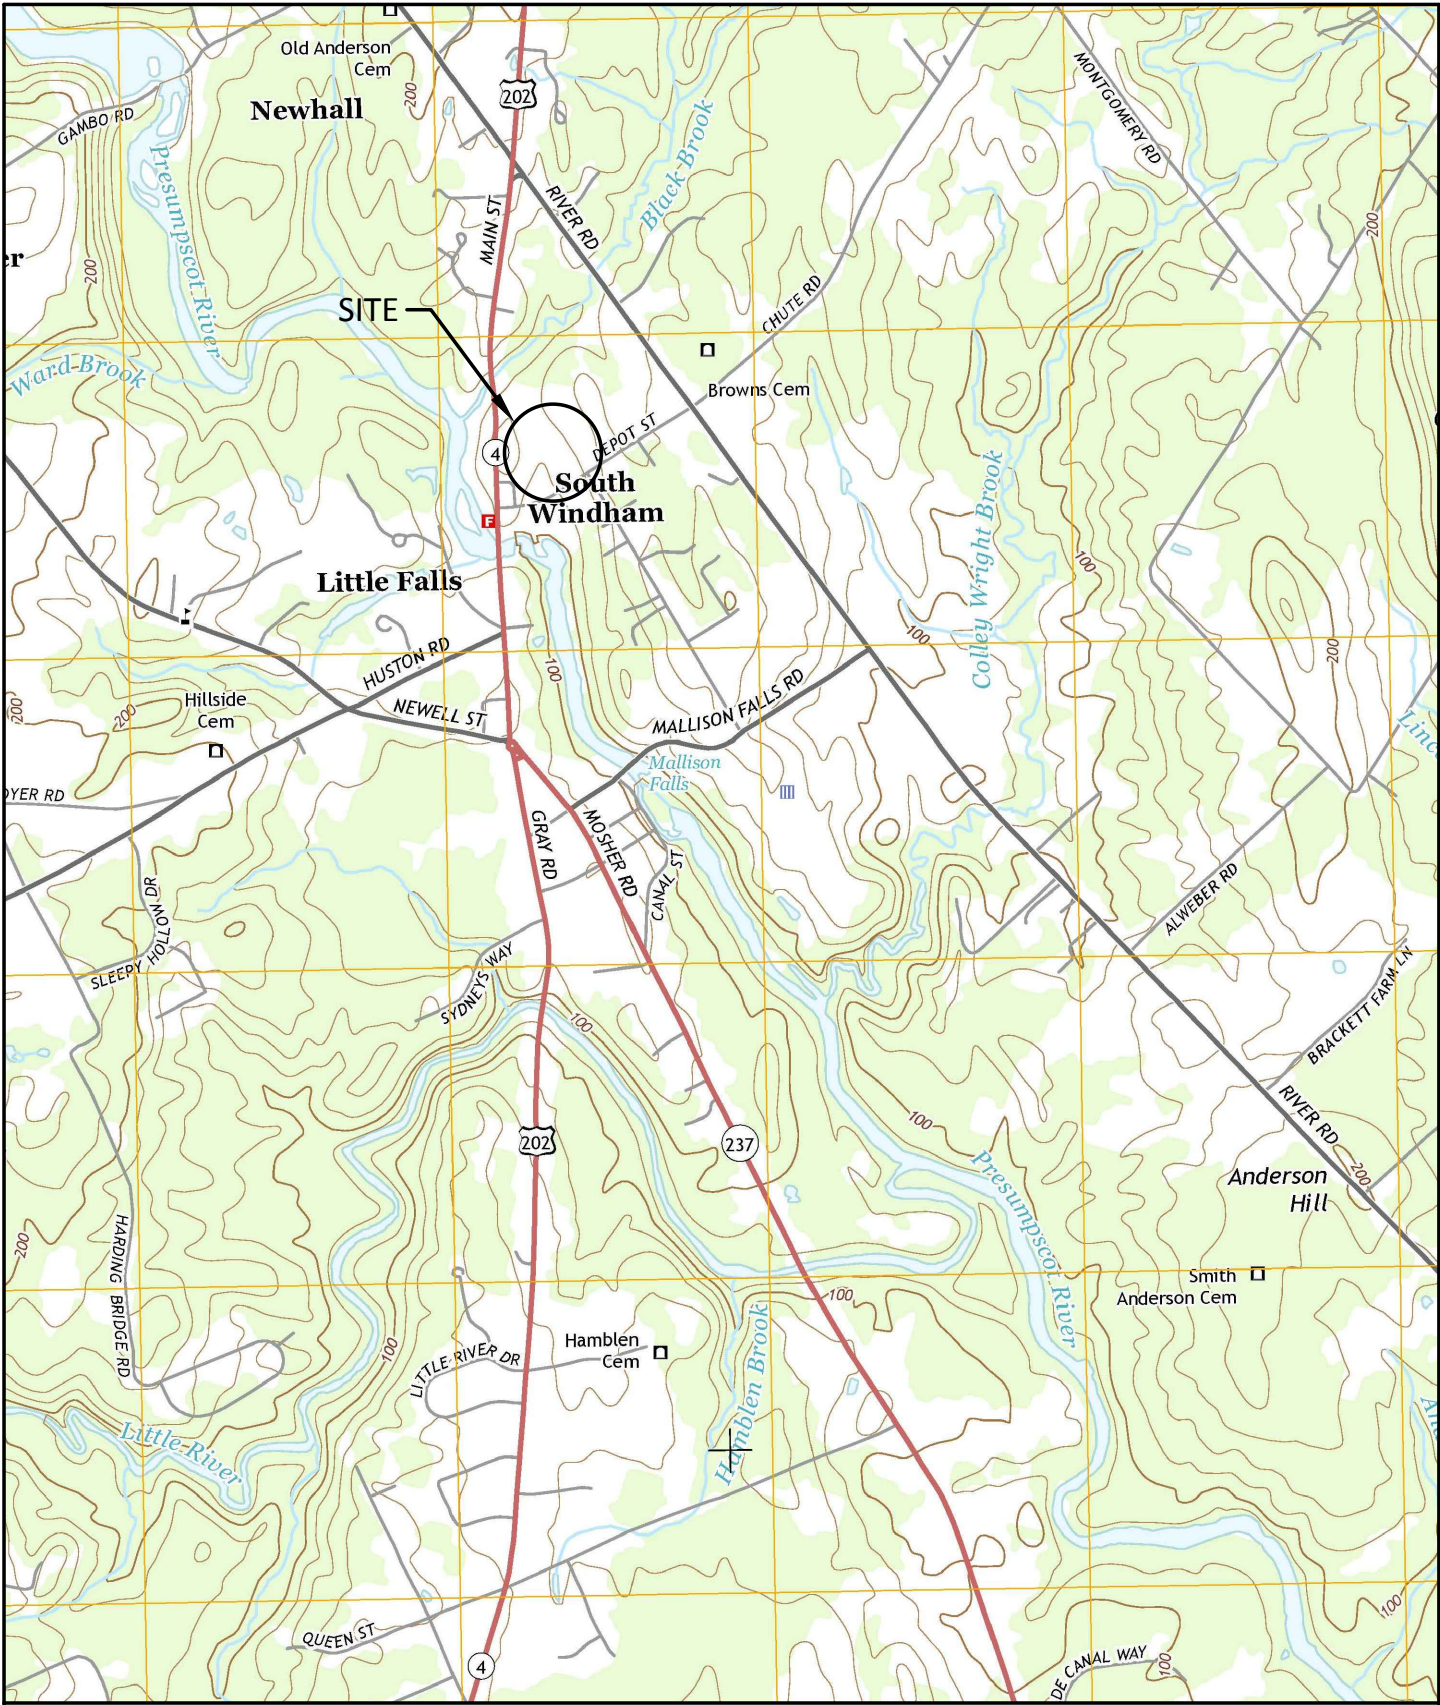 Old Anderson
Cem
202
200
Newhall
GAMBO RD
MONTGOMERY RD
Black Brook
Presumpscot River
RIVER RD
MAIN ST
200
er
200
CHUTE RD
SITE
Ward Brook
Browns Cem
DEPOT ST
4
South
Windham
F
Colley Wright Brook
100
Little Falls
100
HUSTON RD
100
200
Hillside
Cem
200
200
NEWELL ST
MALLISON FALLS RD
Mallison
Falls
DYER RD
GRAY RD
MOSHER RD
CANAL ST
SLEEPY HOLLOW DR
ALWEBER RD
SYDNEYS WAY
BRACKETT FARM LN
100
100
RIVER RD
202
237
Presumpscot River
Anderson
Hill
200
HARDING BRIDGE RD
200
Smith
Anderson Cem
100
Hamblen
Cem
LITTLE RIVER DR
100
Hamblen Brook
Little River
QUEEN ST
4
DE CANAL WAY
100
100